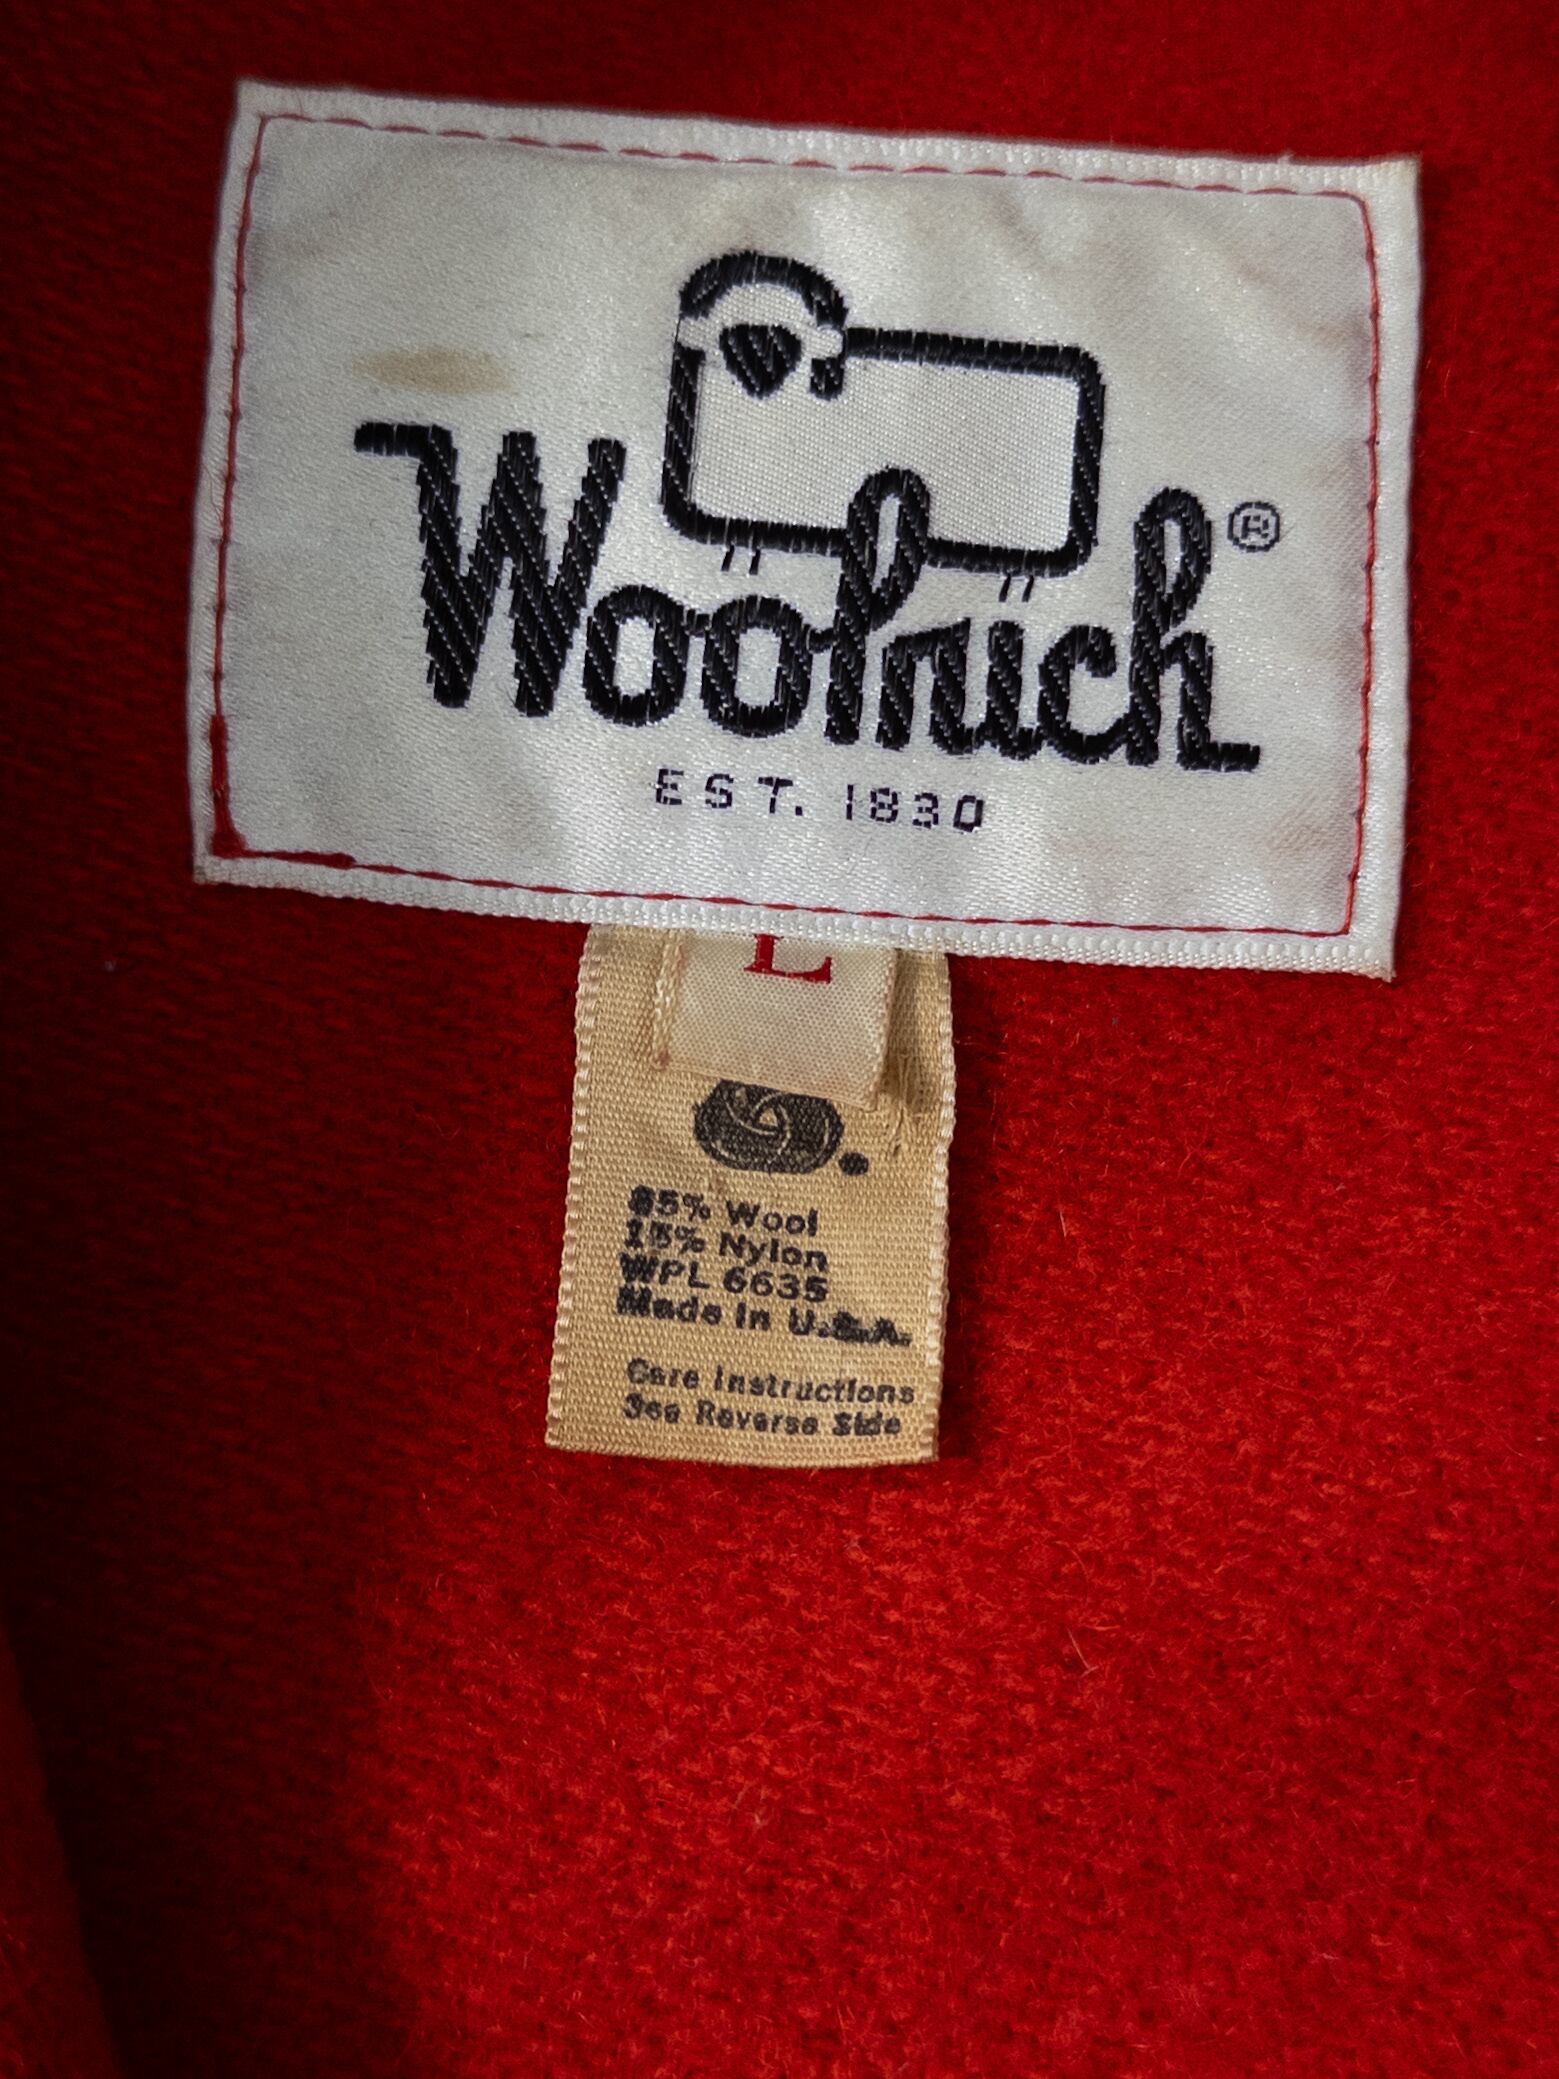 Woolrich®
EST. 1830
L
85% Wool
15% Nylon
WPL 6635
Made in U.S.A.
Care Instructions
See Reverse Side